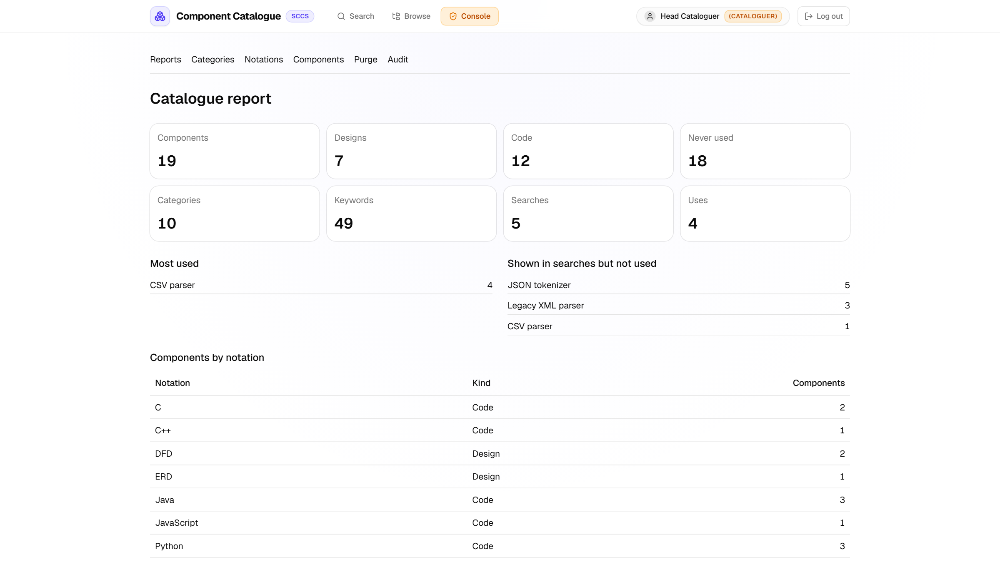 Component Catalogue SCCS Search Browse Console Head Cataloguer (CATALOGUER) Log out
Reports Categories Notations Components Purge Audit
Catalogue report
Components Designs Code Never used
19 7 12 18
Categories Keywords Searches Uses
10 49 5 4
Most used
CSV parser 4
Shown in searches but not used
JSON tokenizer 5
Legacy XML parser 3
CSV parser 1
Components by notation
Notation Kind Components
C Code 2
C++ Code 1
DFD Design 2
ERD Design 1
Java Code 3
JavaScript Code 1
Python Code 3